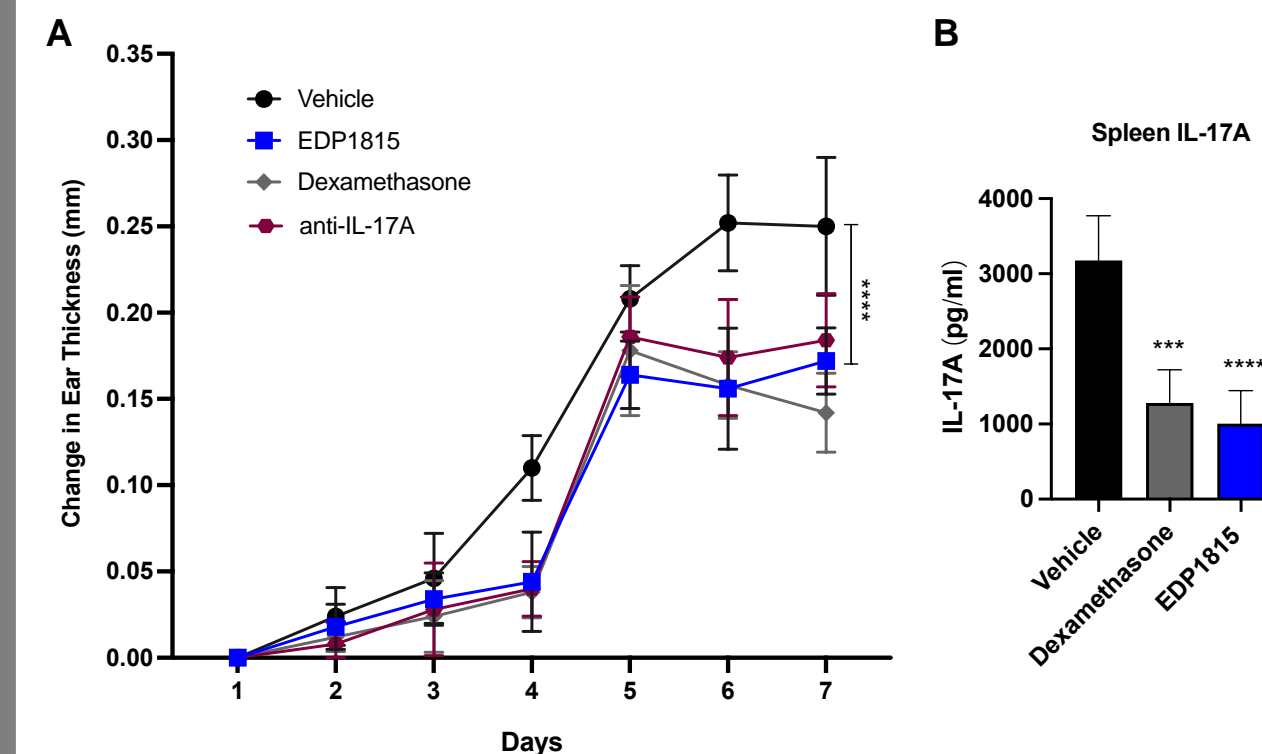 A
Change in Ear Thickness (mm)
0.35
0.30
0.25
0.20
0.15
0.10
0.05
0.00
Vehicle
EDP1815
Dexamethasone
anti-IL-17A
****
1 2 3 4 5 6 7
Days
B
Spleen IL-17A
IL-17A (pg/ml)
4000
3000
2000
1000
0
***
****
Vehicle
Dexamethasone
EDP1815